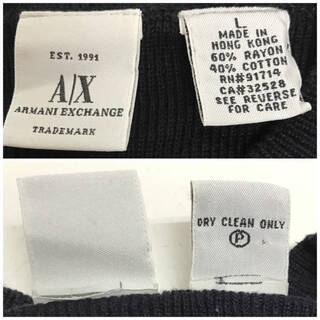 EST. 1991
A/X
ARMANI EXCHANGE
TRADEMARK
L
MADE IN
HONG KONG
60% RAYON
40% COTTON
RN#91714
CA#32528
SEE REVERSE
FOR CARE
DRY CLEAN ONLY
P